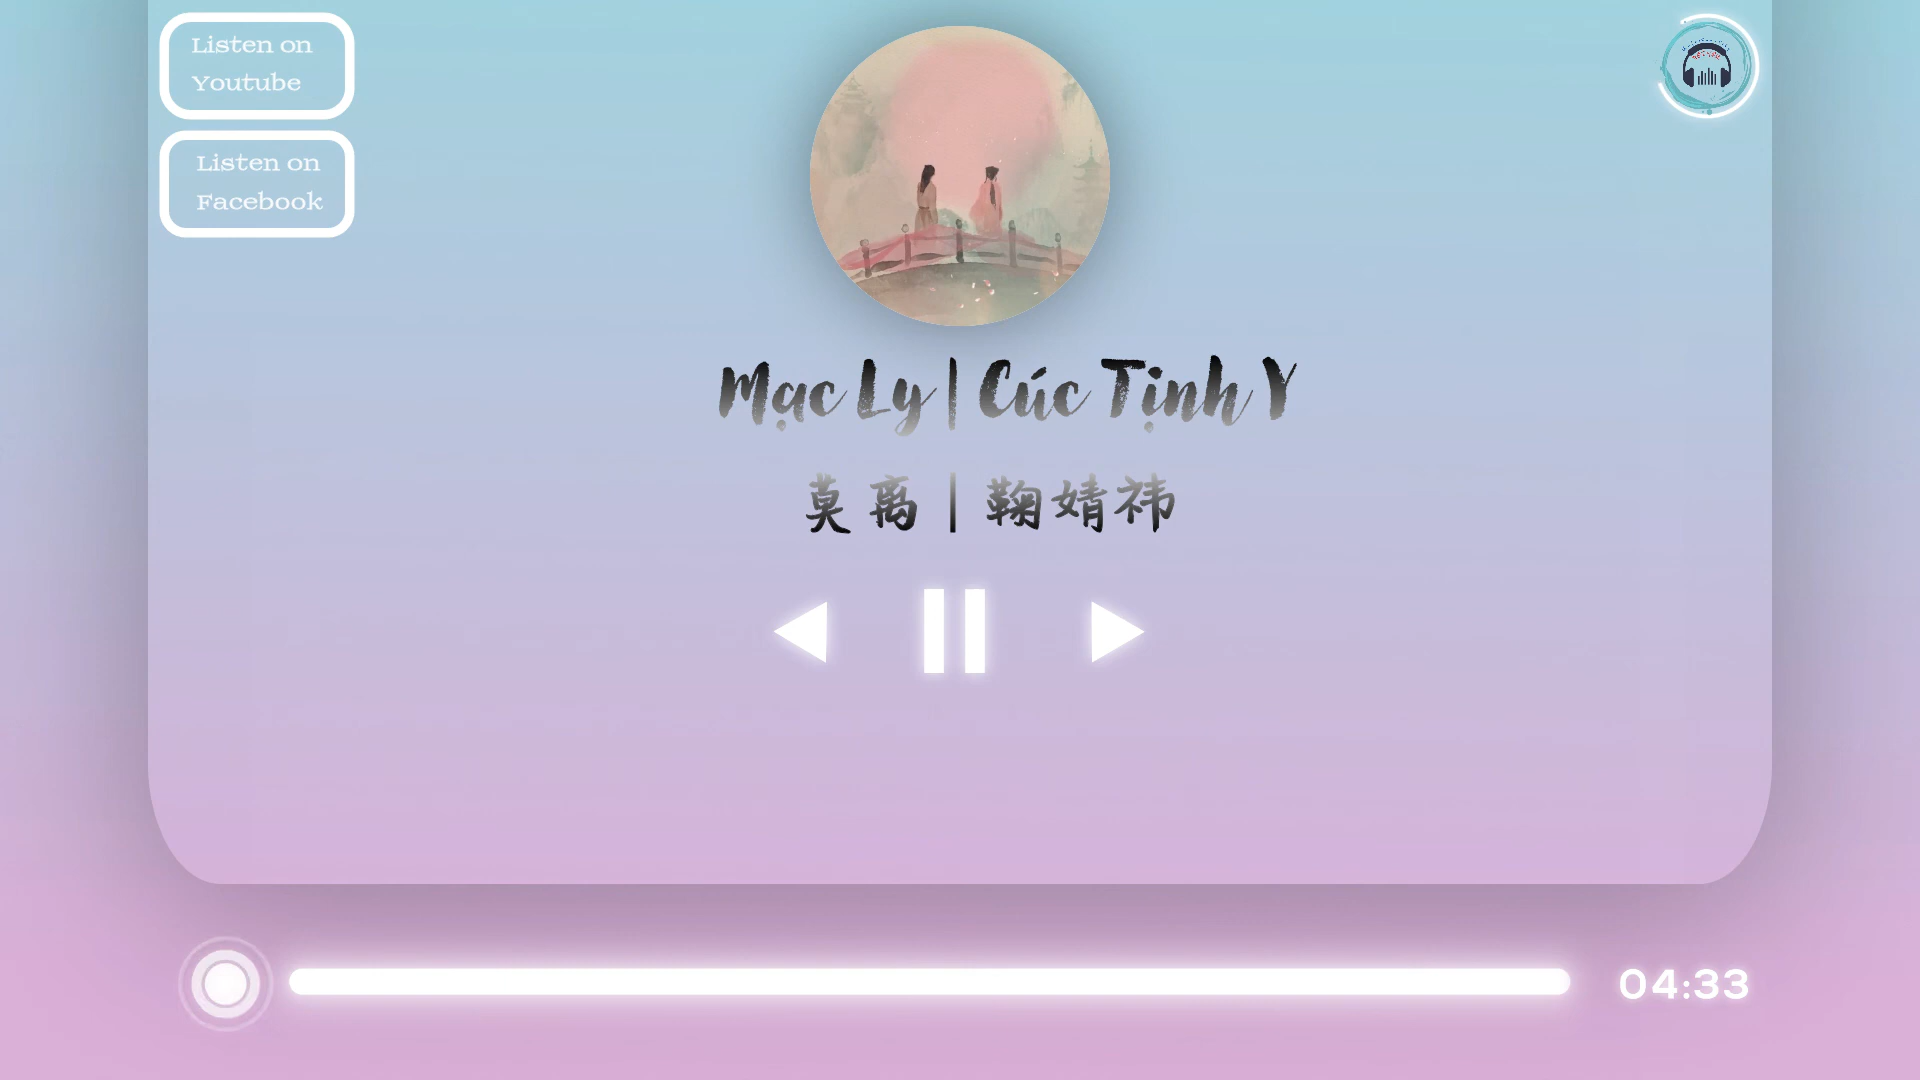 Listen on
Youtube
Listen on
Facebook
Mạc Ly | Cúc Tịnh Y
莫离 | 鞠婧祎
04:33